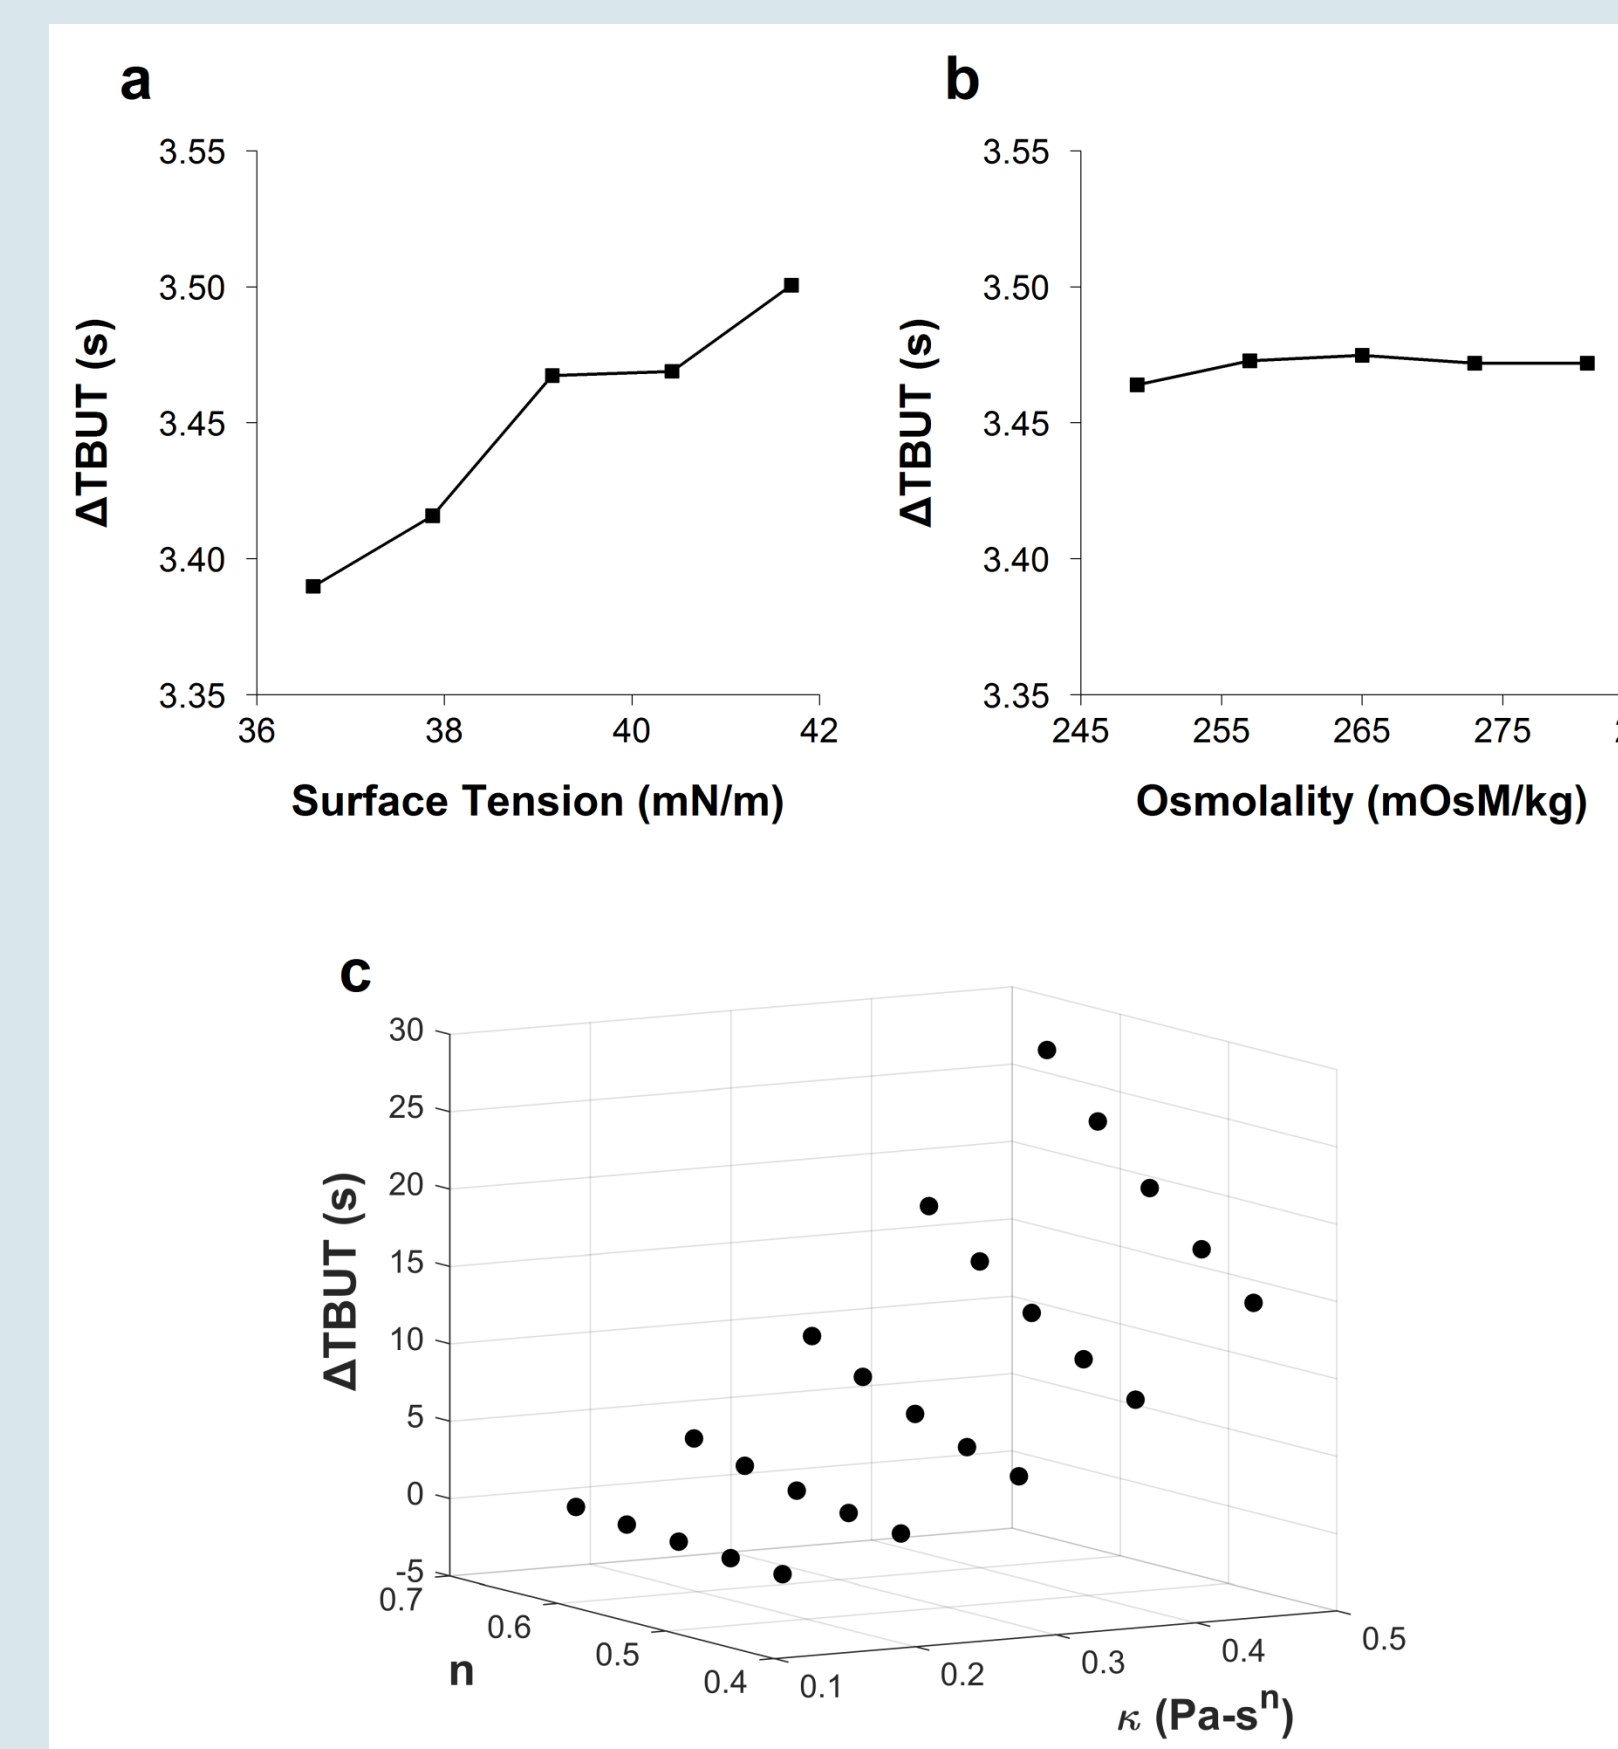 a
3.55
3.50
3.45
3.40
3.35
36 38 40 42
ΔTBUT (s)
Surface Tension (mN/m)
b
3.55
3.50
3.45
3.40
3.35
245 255 265 275
ΔTBUT (s)
Osmolality (mOsM/kg)
c
30
25
20
15
10
5
0
-5
ΔTBUT (s)
0.7
0.6
0.5
0.4
n
0.1
0.2
0.3
0.4
0.5
κ (Pa-sⁿ)